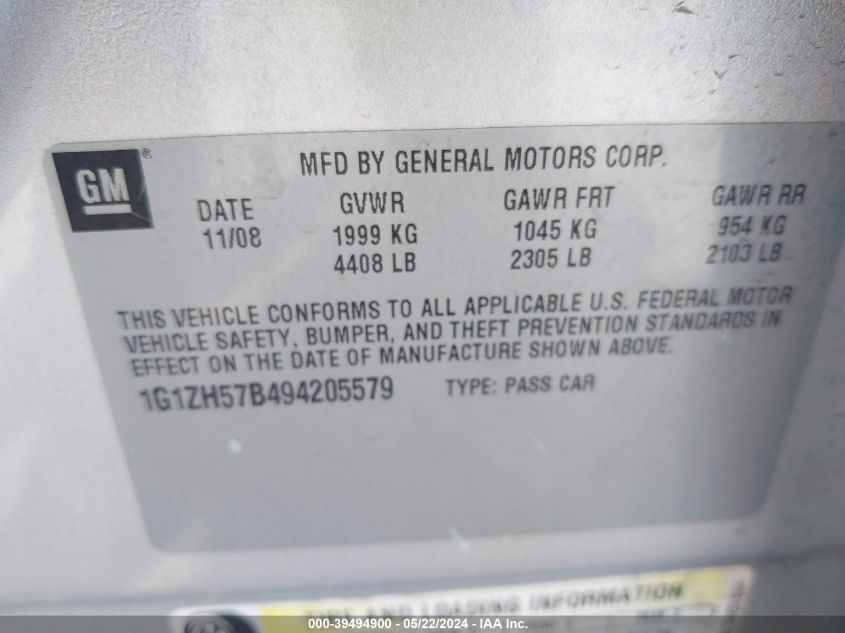 GM®
MFD BY GENERAL MOTORS CORP.
DATE GVWR GAWR FRT GAWR RR
11/08 1999 KG 1045 KG 954 KG
4408 LB 2305 LB 2103 LB
THIS VEHICLE CONFORMS TO ALL APPLICABLE U.S. FEDERAL MOTOR
VEHICLE SAFETY, BUMPER, AND THEFT PREVENTION STANDARDS IN
EFFECT ON THE DATE OF MANUFACTURE SHOWN ABOVE.
1G1ZH57B494205579 TYPE: PASS CAR
TIRE AND LOADING INFORMATION
000-39494900 - 05/22/2024 - IAA Inc.